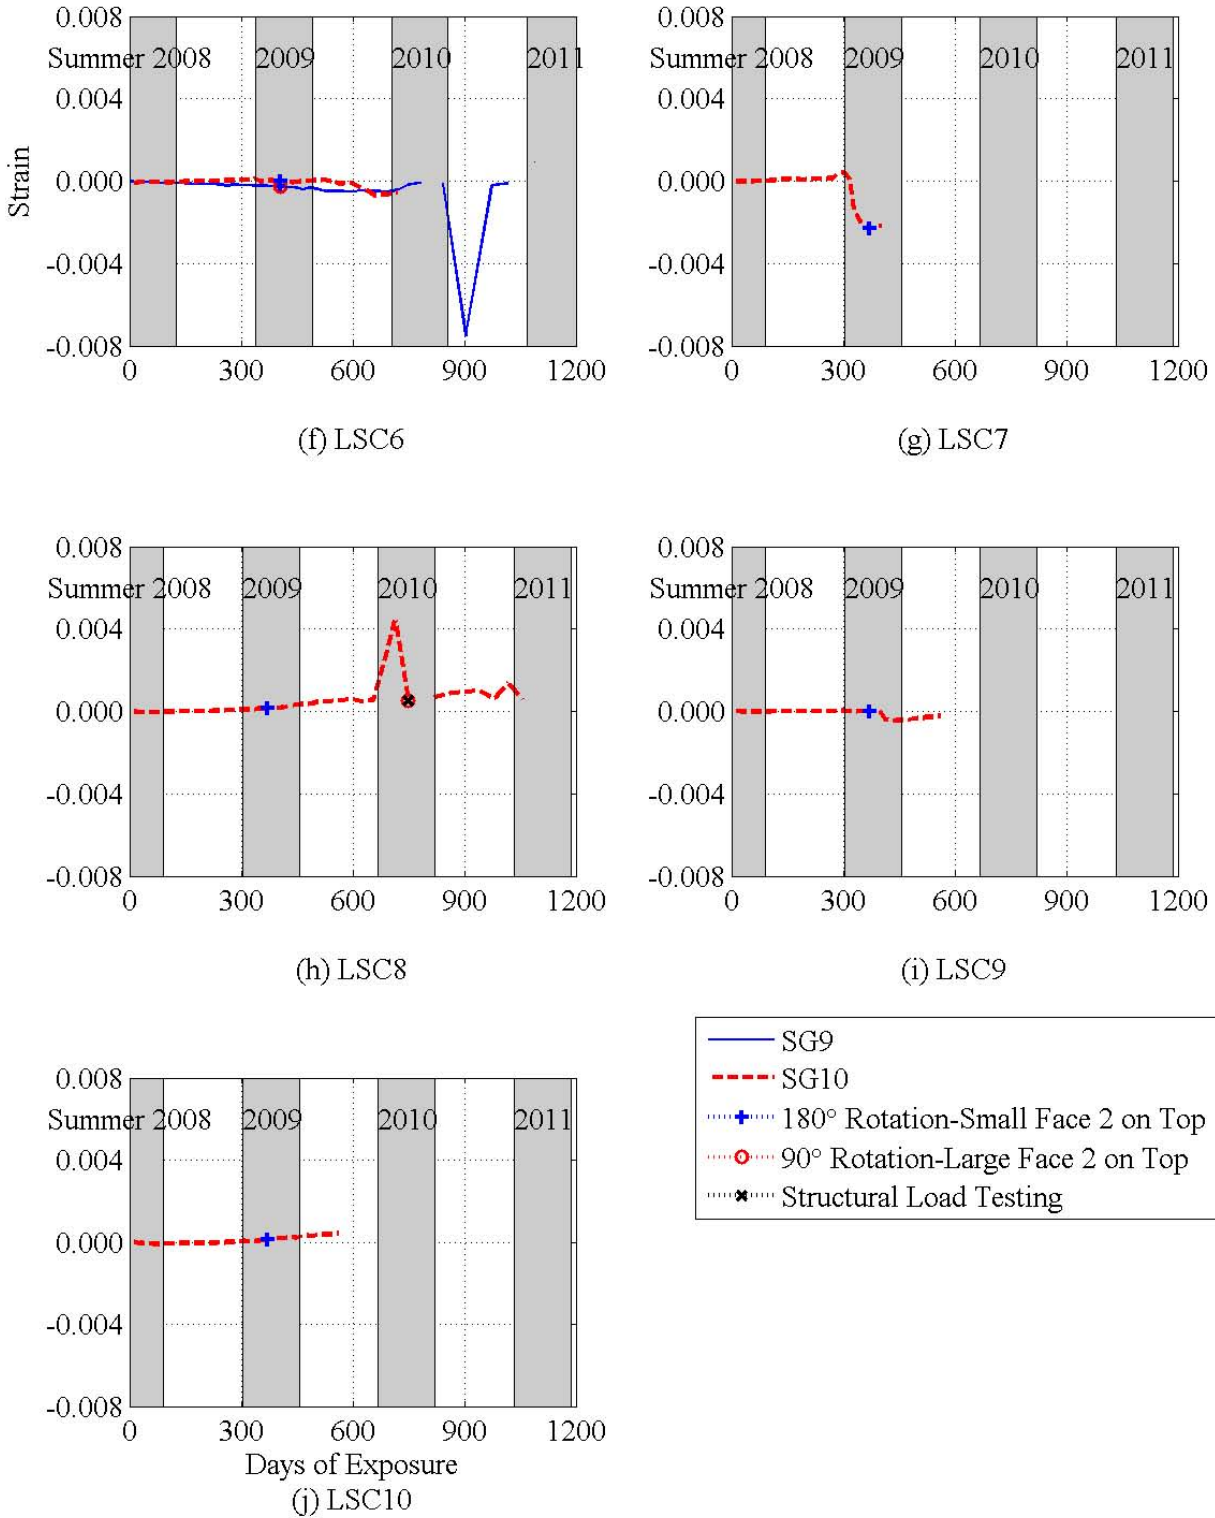 0.008
Summer 2008 2009 2010 2011
0.004
Strain
0.000
-0.004
-0.008
0 300 600 900 1200
(f) LSC6
0.008
Summer 2008 2009 2010 2011
0.004
0.000
-0.004
-0.008
0 300 600 900 1200
(g) LSC7
0.008
Summer 2008 2009 2010 2011
0.004
0.000
-0.004
-0.008
0 300 600 900 1200
(h) LSC8
0.008
Summer 2008 2009 2010 2011
0.004
0.000
-0.004
-0.008
0 300 600 900 1200
(i) LSC9
0.008
Summer 2008 2009 2010 2011
0.004
0.000
-0.004
-0.008
0 300 600 900 1200
Days of Exposure
(j) LSC10
SG9
SG10
180° Rotation-Small Face 2 on Top
90° Rotation-Large Face 2 on Top
Structural Load Testing